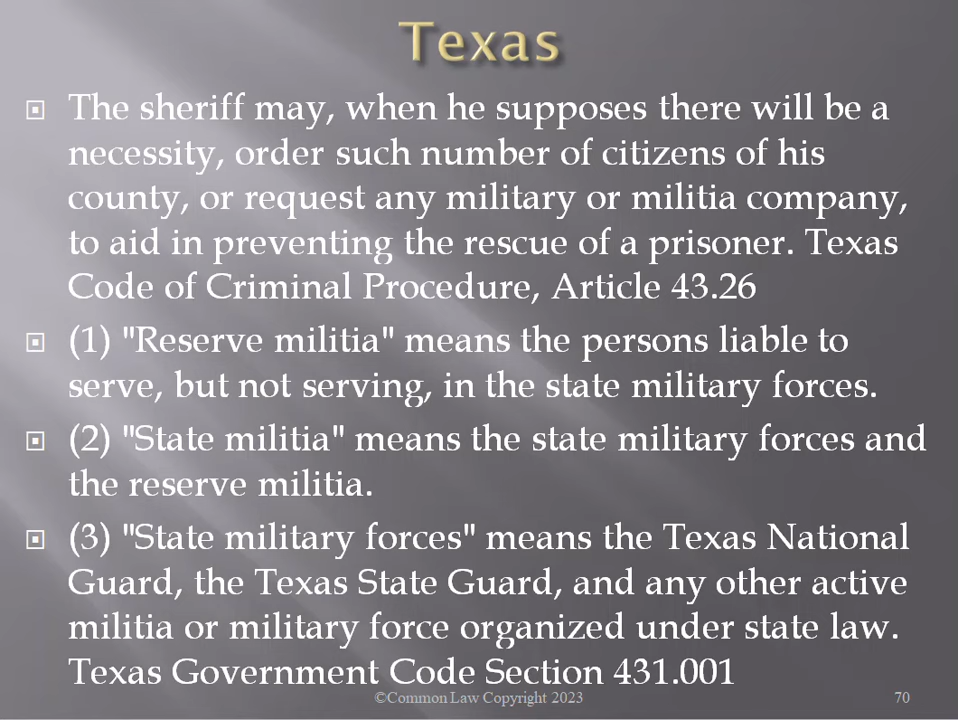 Texas
The sheriff may, when he supposes there will be a
necessity, order such number of citizens of his
county, or request any military or militia company,
to aid in preventing the rescue of a prisoner. Texas
Code of Criminal Procedure, Article 43.26
(1) "Reserve militia" means the persons liable to
serve, but not serving, in the state military forces.
(2) "State militia" means the state military forces and
the reserve militia.
(3) "State military forces" means the Texas National
Guard, the Texas State Guard, and any other active
militia or military force organized under state law.
Texas Government Code Section 431.001
©Common Law Copyright 2023
70